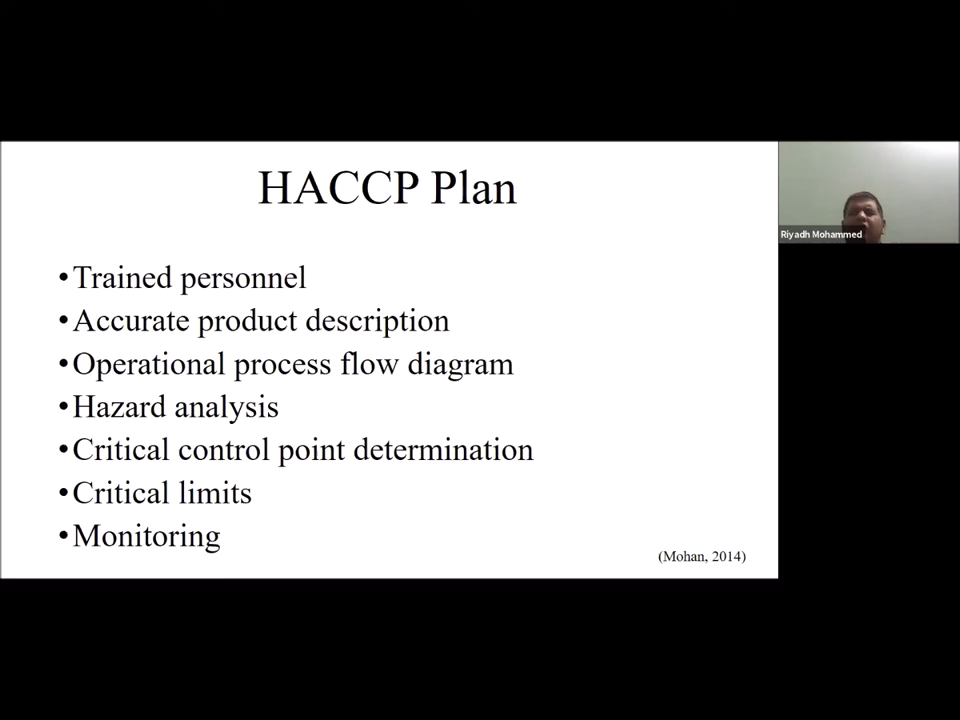 HACCP Plan
•Trained personnel
•Accurate product description
•Operational process flow diagram
•Hazard analysis
•Critical control point determination
•Critical limits
•Monitoring
(Mohan, 2014)
Riyadh Mohammed